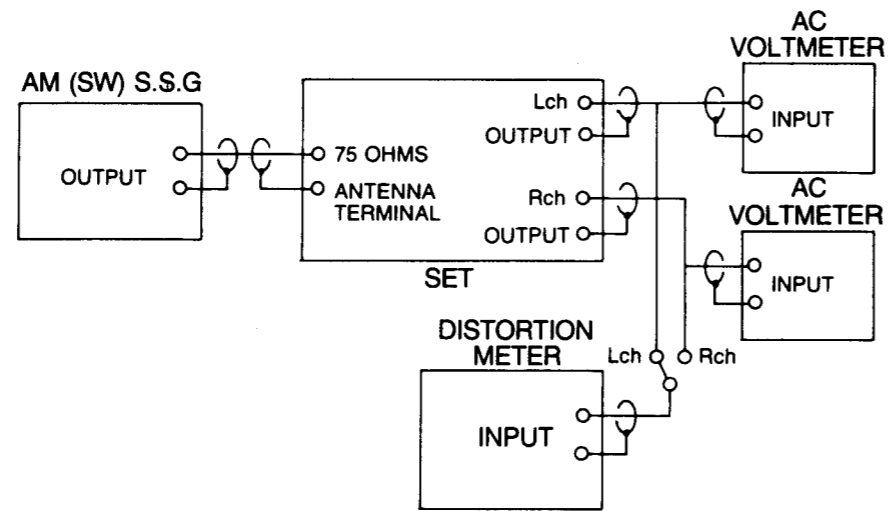 AM (SW) S.S.G
OUTPUT
75 OHMS
ANTENNA
TERMINAL
Lch
OUTPUT
Rch
OUTPUT
SET
AC
VOLTMETER
INPUT
AC
VOLTMETER
INPUT
DISTORTION
METER
Lch
Rch
INPUT